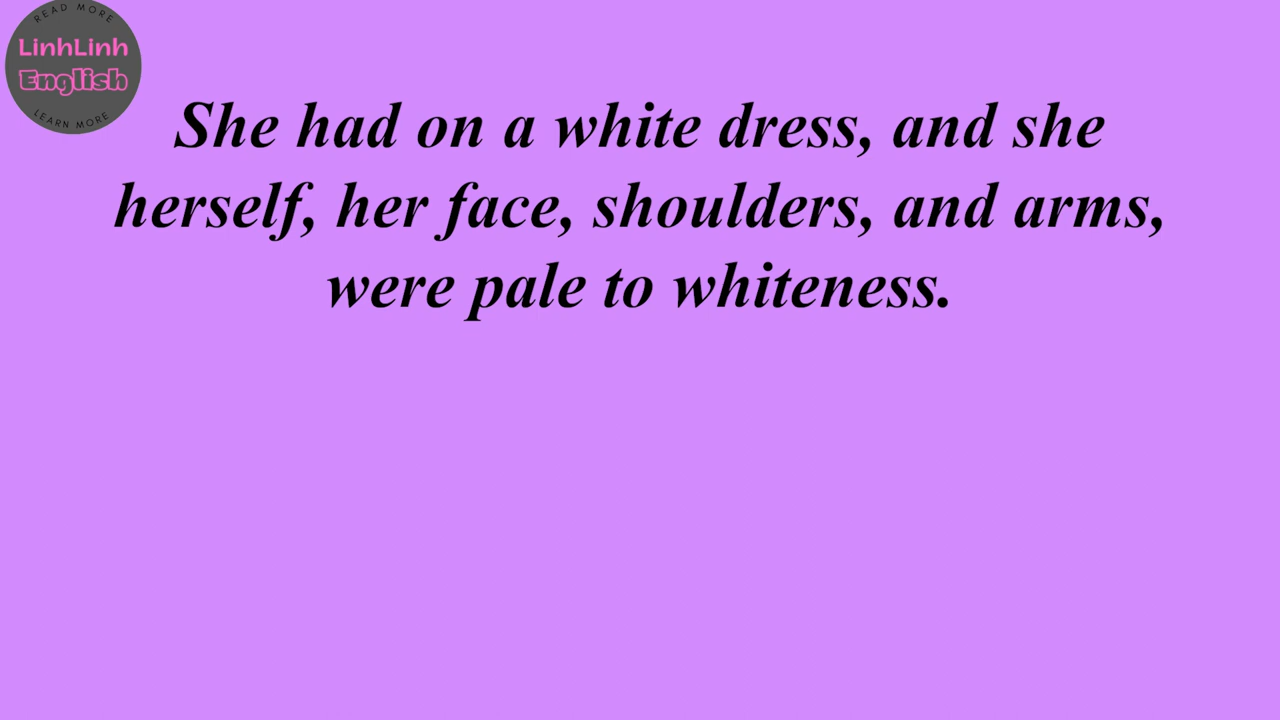 READ MORE
LinhLinh
English
LEARN MORE
She had on a white dress, and she
herself, her face, shoulders, and arms,
were pale to whiteness.